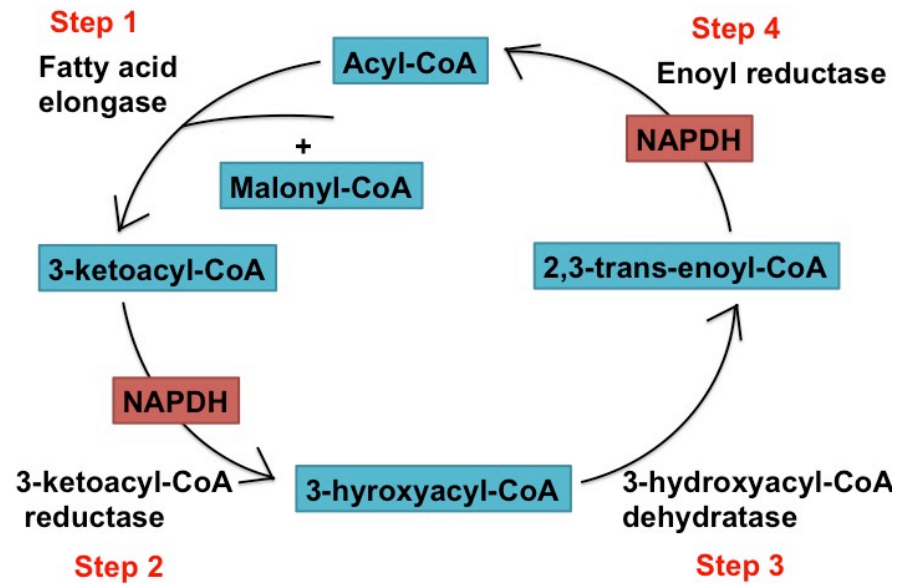 Step 1
Fatty acid
elongase
Acyl-CoA
+
Malonyl-CoA
Step 4
Enoyl reductase
NAPDH
3-ketoacyl-CoA
2,3-trans-enoyl-CoA
NAPDH
3-ketoacyl-CoA
reductase
Step 2
3-hyroxyacyl-CoA
3-hydroxyacyl-CoA
dehydratase
Step 3